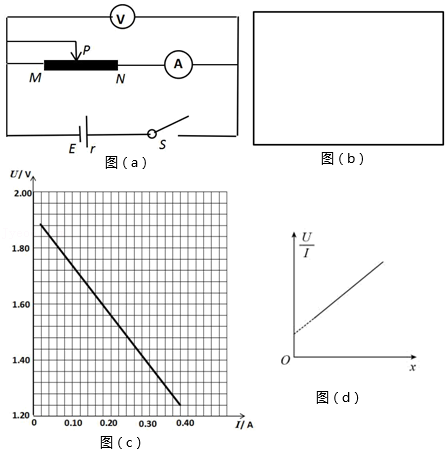 V
P
M
N
A
E
r
S
图（a）
图（b）
U/ V
2.00
1.80
1.60
1.40
1.20
0
0.10
0.20
0.30
0.40
I/ A
图（c）
U
I
O
x
图（d）